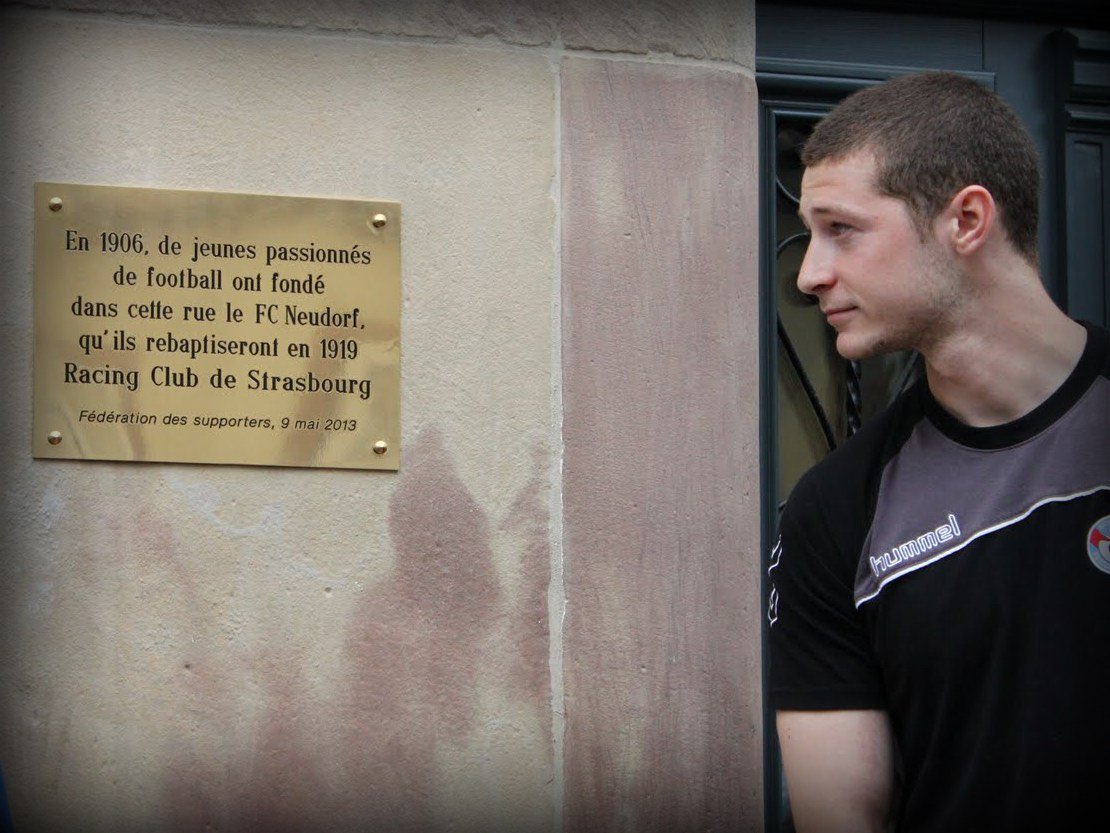 En 1906, de jeunes passionnés
de football ont fondé
dans cette rue le FC Neudorf,
qu'ils rebaptiseront en 1919
Racing Club de Strasbourg
Fédération des supporters, 9 mai 2013
hummel